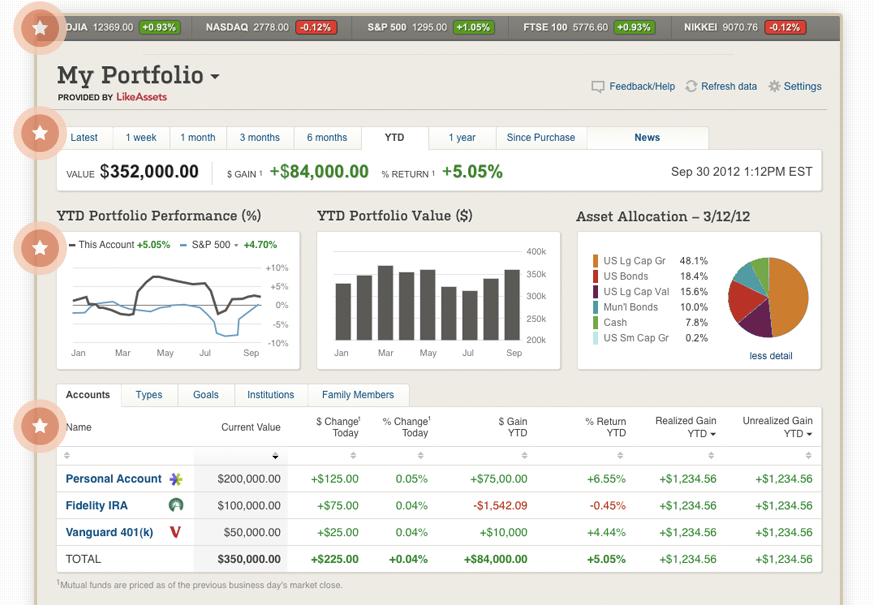 DJIA 12369.00 +0.93% NASDAQ 2778.00 -0.12% S&P 500 1295.00 +1.05% FTSE 100 5776.60 +0.93% NIKKEI 9070.76 -0.12%
My Portfolio
PROVIDED BY LikeAssets
Feedback/Help Refresh data Settings
Latest 1 week 1 month 3 months 6 months YTD 1 year Since Purchase News
VALUE $352,000.00 $ GAIN ¹ +$84,000.00 % RETURN ¹ +5.05% Sep 30 2012 1:12PM EST
YTD Portfolio Performance (%)
This Account +5.05% S&P 500 +4.70%
+10%
+5%
0%
-5%
-10%
Jan Mar May Jul Sep
YTD Portfolio Value ($)
400k
350k
300k
250k
200k
Jan Mar May Jul Sep
Asset Allocation – 3/12/12
US Lg Cap Gr 48.1%
US Bonds 18.4%
US Lg Cap Val 15.6%
Mun'l Bonds 10.0%
Cash 7.8%
US Sm Cap Gr 0.2%
less detail
Accounts Types Goals Institutions Family Members
Name Current Value $ Change¹ Today % Change¹ Today $ Gain YTD % Return YTD Realized Gain YTD Unrealized Gain YTD
Personal Account $200,000.00 +$125.00 0.05% +$75,00.00 +6.55% +$1,234.56 +$1,234.56
Fidelity IRA $100,000.00 +$75.00 0.04% -$1,542.09 -0.45% +$1,234.56 +$1,234.56
Vanguard 401(k) $50,000.00 +$25.00 0.04% +$10,000 +4.44% +$1,234.56 +$1,234.56
TOTAL $350,000.00 +$225.00 +0.04% +$84,000.00 +5.05% +$1,234.56 +$1,234.56
¹Mutual funds are priced as of the previous business day's market close.